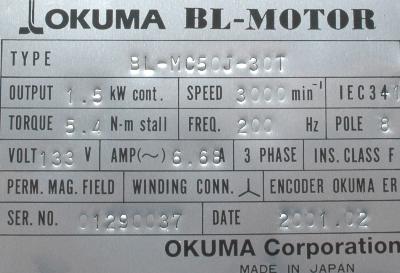 OKUMA BL-MOTOR
TYPE BL-MC50J-30T
OUTPUT 1.5 kW cont. SPEED 3000 min⁻¹ IEC341
TORQUE 5.4 N-m stall FREQ. 200 Hz POLE 8
VOLT 133 V AMP(~) 6.6 A 3 PHASE INS. CLASS F
PERM. MAG. FIELD WINDING CONN. ENCODER OKUMA ER
SER. NO. 01290037 DATE 2001.02
OKUMA Corporation
MADE IN JAPAN